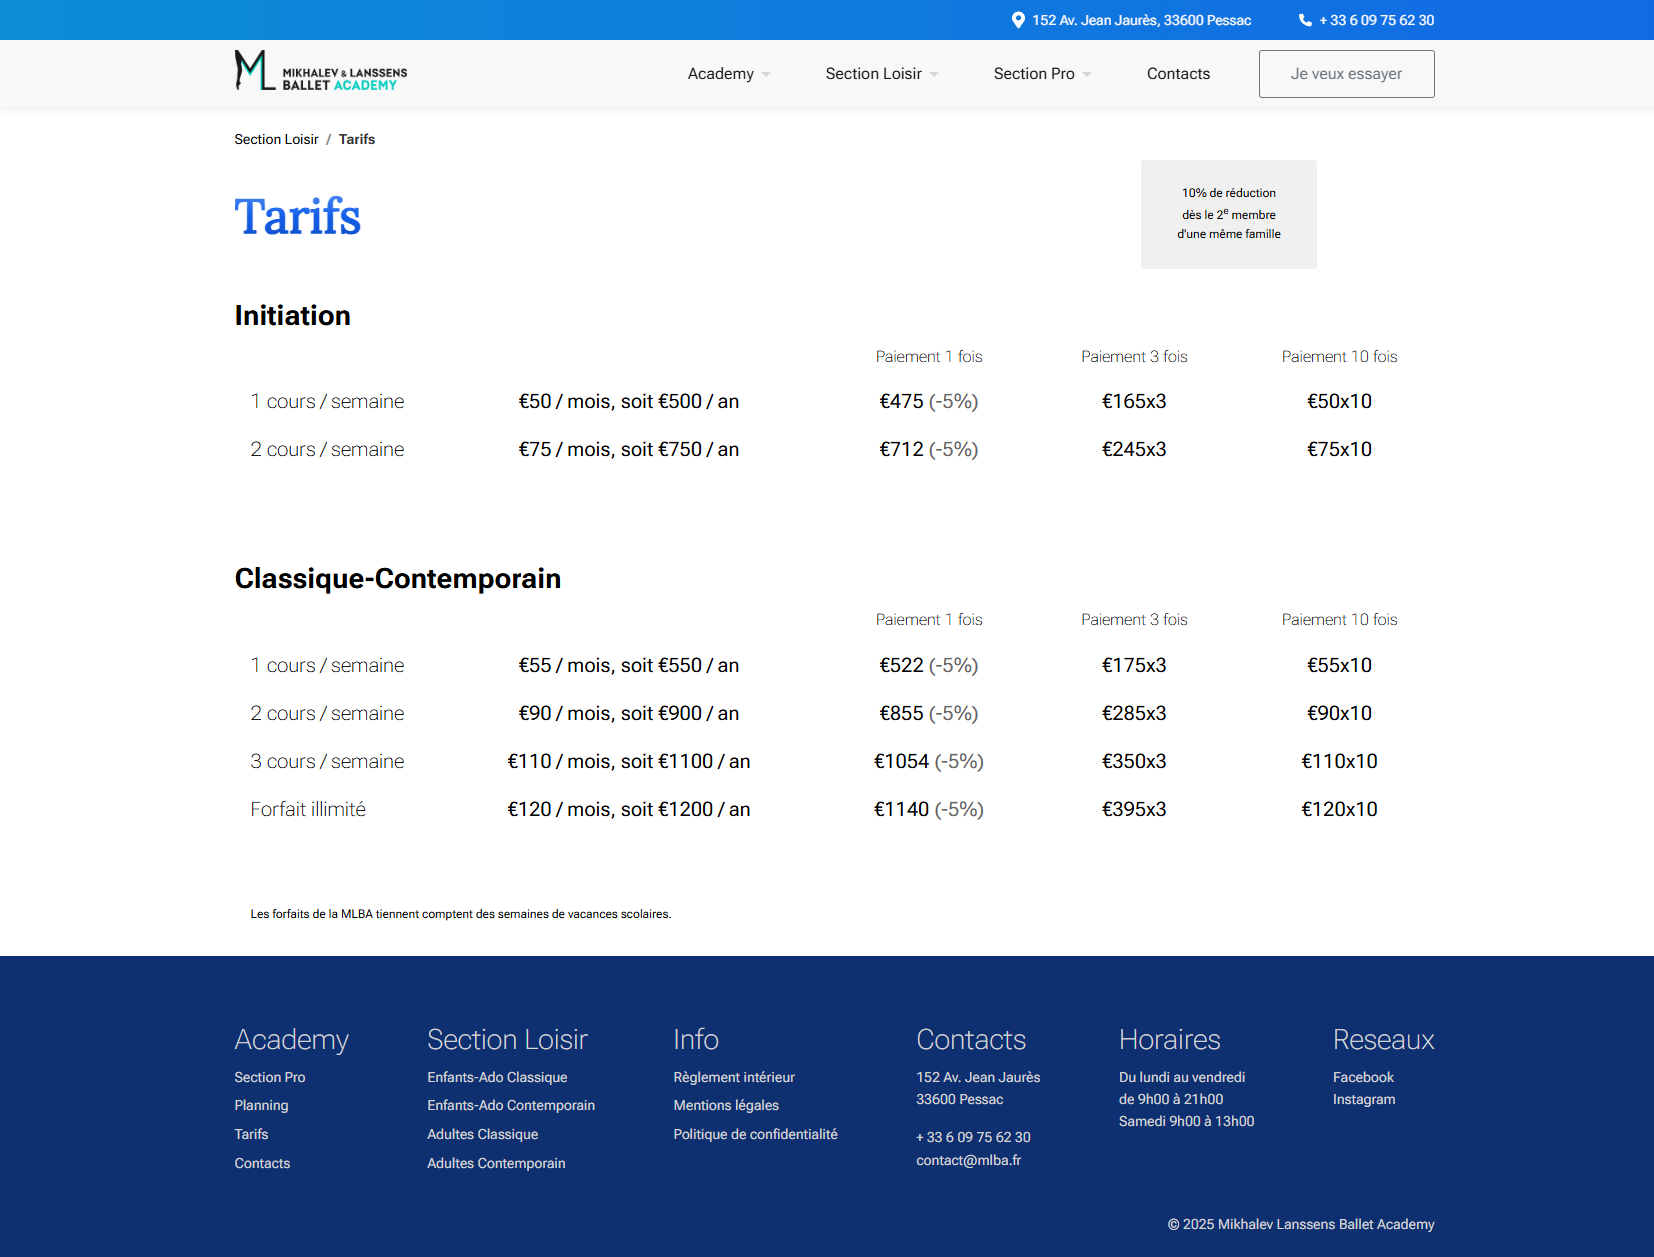 152 Av. Jean Jaurès, 33600 Pessac
+ 33 6 09 75 62 30
ML MIKHALEV & LANSSENS
BALLET ACADEMY
Academy
Section Loisir
Section Pro
Contacts
Je veux essayer
Section Loisir / Tarifs
Tarifs
10% de réduction
dès le 2e membre
d'une même famille
Initiation
Paiement 1 fois Paiement 3 fois Paiement 10 fois
1 cours / semaine €50 / mois, soit €500 / an €475 (-5%) €165x3 €50x10
2 cours / semaine €75 / mois, soit €750 / an €712 (-5%) €245x3 €75x10
Classique-Contemporain
Paiement 1 fois Paiement 3 fois Paiement 10 fois
1 cours / semaine €55 / mois, soit €550 / an €522 (-5%) €175x3 €55x10
2 cours / semaine €90 / mois, soit €900 / an €855 (-5%) €285x3 €90x10
3 cours / semaine €110 / mois, soit €1100 / an €1054 (-5%) €350x3 €110x10
Forfait illimité €120 / mois, soit €1200 / an €1140 (-5%) €395x3 €120x10
Les forfaits de la MLBA tiennent comptent des semaines de vacances scolaires.
Academy
Section Pro
Planning
Tarifs
Contacts
Section Loisir
Enfants-Ado Classique
Enfants-Ado Contemporain
Adultes Classique
Adultes Contemporain
Info
Règlement intérieur
Mentions légales
Politique de confidentialité
Contacts
152 Av. Jean Jaurès
33600 Pessac
+ 33 6 09 75 62 30
contact@mlba.fr
Horaires
Du lundi au vendredi
de 9h00 à 21h00
Samedi 9h00 à 13h00
Reseaux
Facebook
Instagram
© 2025 Mikhalev Lanssens Ballet Academy